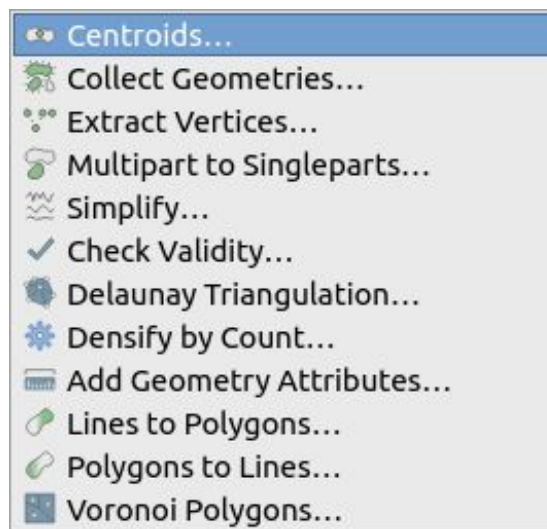 Centroids…
Collect Geometries…
Extract Vertices…
Multipart to Singleparts…
Simplify…
Check Validity…
Delaunay Triangulation…
Densify by Count…
Add Geometry Attributes…
Lines to Polygons…
Polygons to Lines…
Voronoi Polygons…